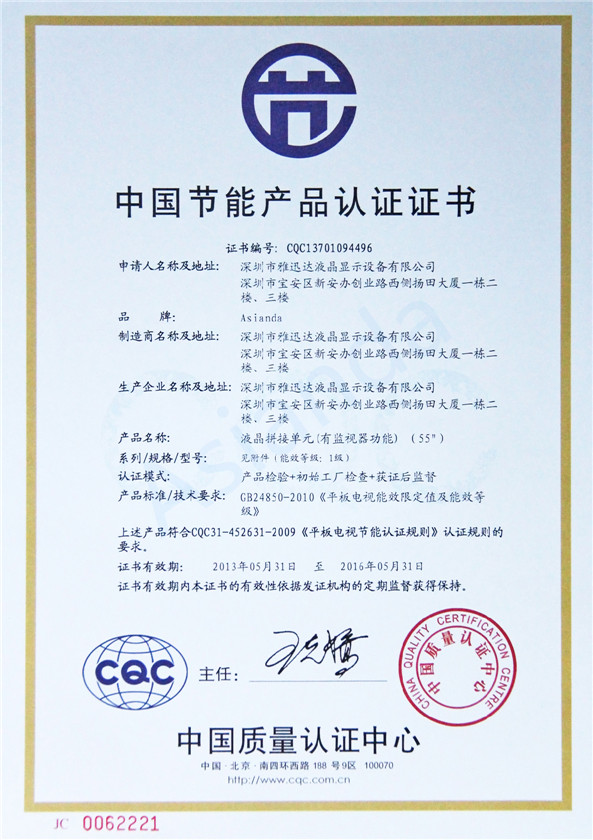 中国节能产品认证证书
证书编号: CQC13701094496
申请人名称及地址: 深圳市雅迅达液晶显示设备有限公司
深圳市宝安区新安办创业路西侧扬田大厦一栋二
楼、三楼
品 牌: Asianda
制造商名称及地址: 深圳市雅迅达液晶显示设备有限公司
深圳市宝安区新安办创业路西侧扬田大厦一栋二
楼、三楼
生产企业名称及地址: 深圳市雅迅达液晶显示设备有限公司
深圳市宝安区新安办创业路西侧扬田大厦一栋二
楼、三楼
产品名称: 液晶拼接单元(有监视器功能) (55")
系列/规格/型号: 见附件(能效等级: 1级)
认证模式: 产品检验+初始工厂检查+获证后监督
产品标准/技术要求: GB24850-2010《平板电视能效限定值及能效等
级》
上述产品符合CQC31-452631-2009《平板电视节能认证规则》认证规则的
要求。
证书有效期: 2013年05月31日 至 2016年05月31日
证书有效期内本证书的有效性依据发证机构的定期监督获得保持。
Asianda
CQC
主任:
CHINA QUALITY CERTIFICATION CENTRE
中国质量认证中心
中国质量认证中心
中国·北京·南四环西路 188 号 9区 100070
http://www.cqc.com.cn
JC 0062221